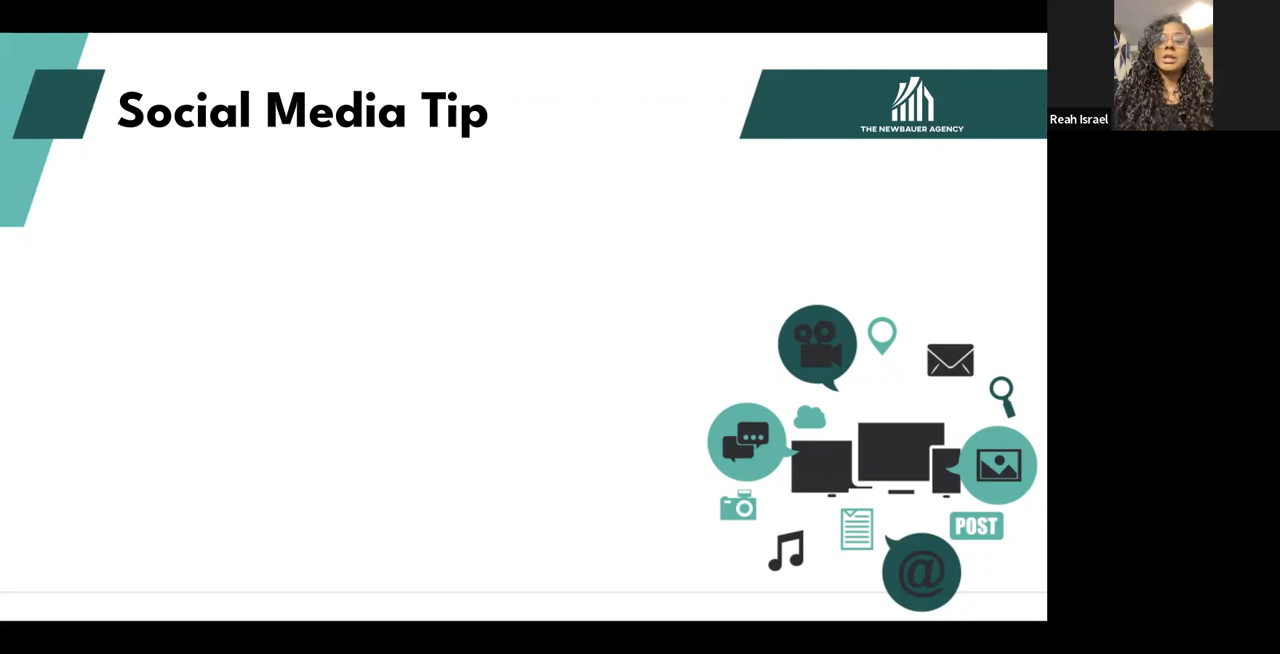 Social Media Tip
THE NEWBAUER AGENCY
Reah Israel
POST
@